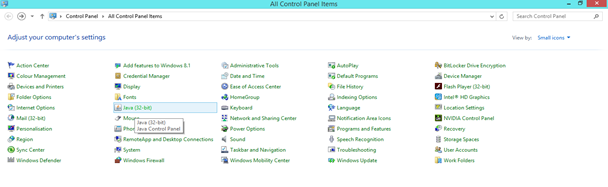 All Control Panel Items
Control Panel All Control Panel Items
Search Control Panel
Adjust your computer's settings
View by: Small icons
Action Center Add features to Windows 8.1 Administrative Tools AutoPlay BitLocker Drive Encryption
Colour Management Credential Manager Date and Time Default Programs Device Manager
Devices and Printers Display Ease of Access Center File History Flash Player (32-bit)
Folder Options Fonts HomeGroup Indexing Options Intel® HD Graphics
Internet Options Java (32-bit) Keyboard Language Location Settings
Mail (32-bit) Network and Sharing Center Notification Area Icons NVIDIA Control Panel
Java (32-bit)
Java Control Panel
Personalisation Power Options Programs and Features Recovery
Region RemoteApp and Desktop Connections Sound Speech Recognition Storage Spaces
Sync Center System Taskbar and Navigation Troubleshooting User Accounts
Windows Defender Windows Firewall Windows Mobility Center Windows Update Work Folders